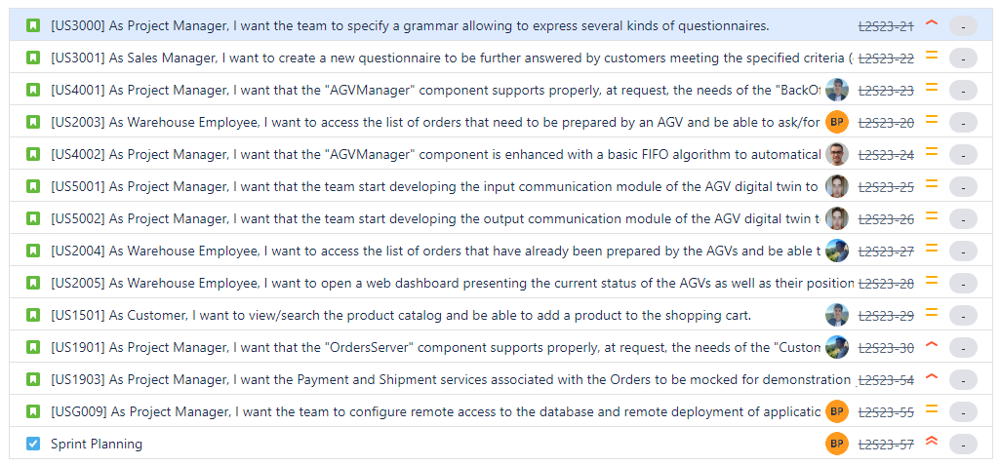 [US3000] As Project Manager, I want the team to specify a grammar allowing to express several kinds of questionnaires. L2S23-21 -
[US3001] As Sales Manager, I want to create a new questionnaire to be further answered by customers meeting the specified criteria ( L2S23-22 -
[US4001] As Project Manager, I want that the "AGVManager" component supports properly, at request, the needs of the "BackOf L2S23-23 -
[US2003] As Warehouse Employee, I want to access the list of orders that need to be prepared by an AGV and be able to ask/for BP L2S23-20 -
[US4002] As Project Manager, I want that the "AGVManager" component is enhanced with a basic FIFO algorithm to automatical L2S23-24 -
[US5001] As Project Manager, I want that the team start developing the input communication module of the AGV digital twin to L2S23-25 -
[US5002] As Project Manager, I want that the team start developing the output communication module of the AGV digital twin t L2S23-26 -
[US2004] As Warehouse Employee, I want to access the list of orders that have already been prepared by the AGVs and be able t L2S23-27 -
[US2005] As Warehouse Employee, I want to open a web dashboard presenting the current status of the AGVs as well as their position L2S23-28 -
[US1501] As Customer, I want to view/search the product catalog and be able to add a product to the shopping cart. L2S23-29 -
[US1901] As Project Manager, I want that the "OrdersServer" component supports properly, at request, the needs of the "Custom L2S23-30 -
[US1903] As Project Manager, I want the Payment and Shipment services associated with the Orders to be mocked for demonstration L2S23-54 -
[USG009] As Project Manager, I want the team to configure remote access to the database and remote deployment of applicatic BP L2S23-55 -
Sprint Planning BP L2S23-57 -